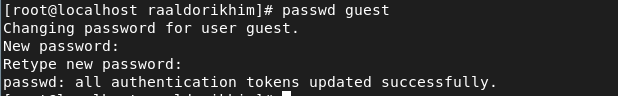 [root@localhost raaldorikhim]# passwd guest
Changing password for user guest.
New password:
Retype new password:
passwd: all authentication tokens updated successfully.